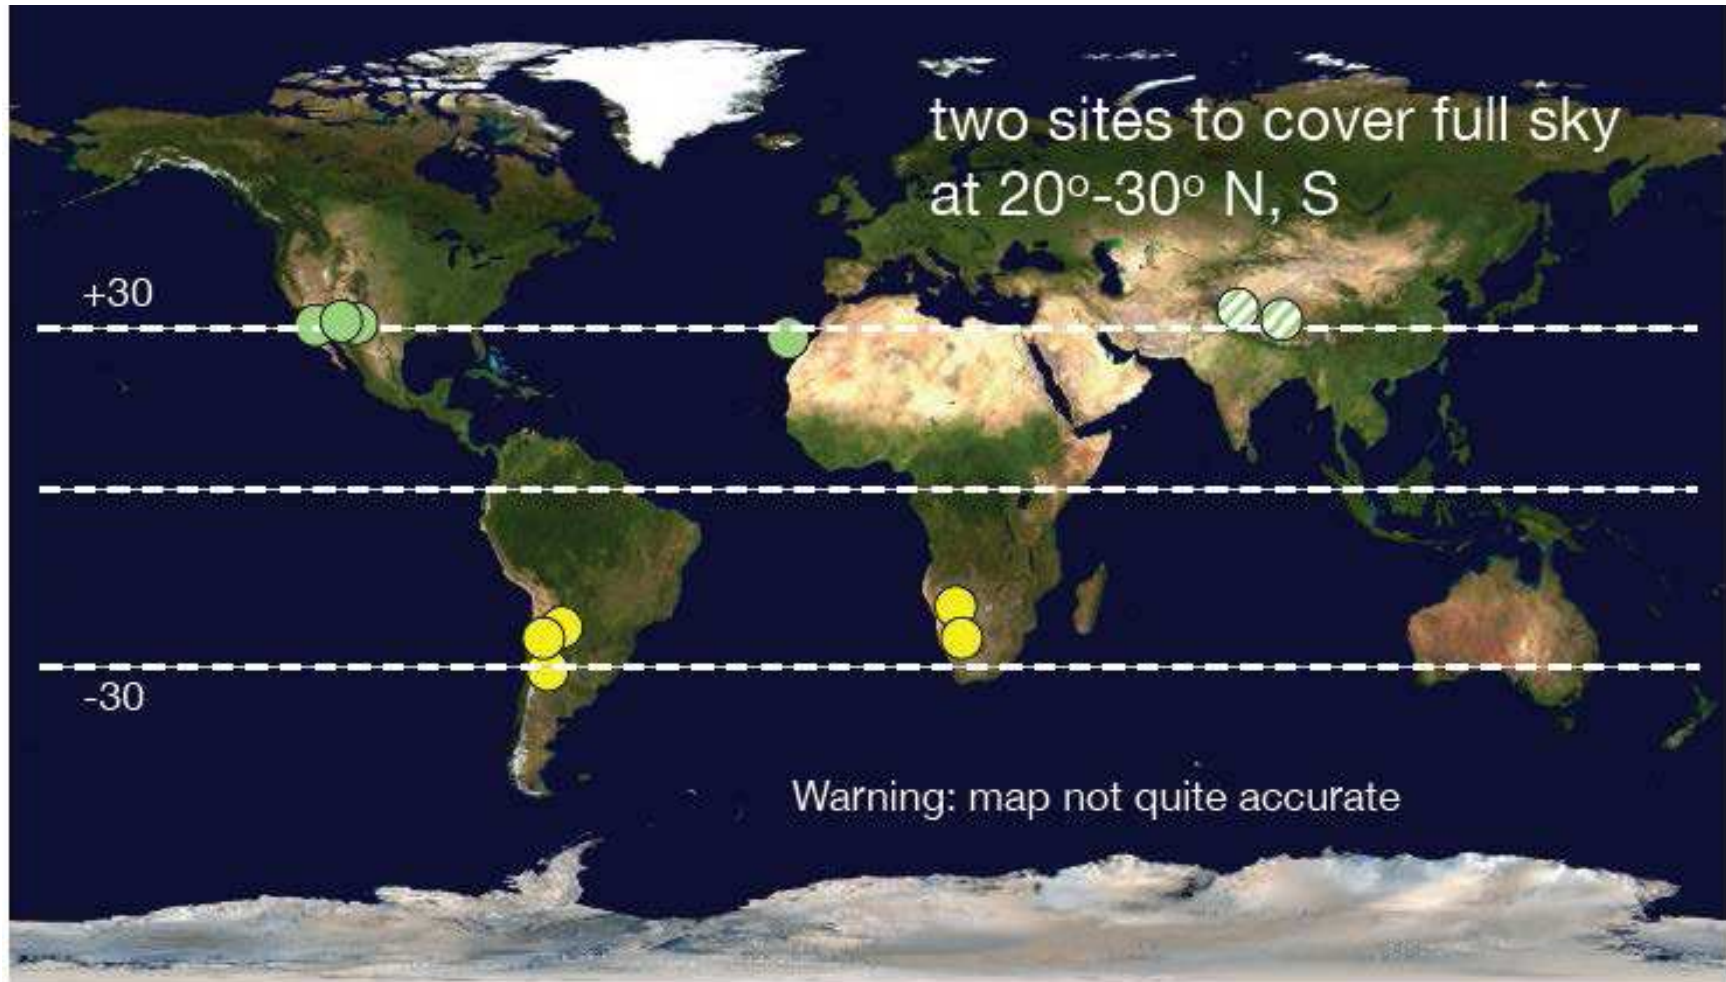 two sites to cover full sky
at 20°-30° N, S
+30
-30
Warning: map not quite accurate